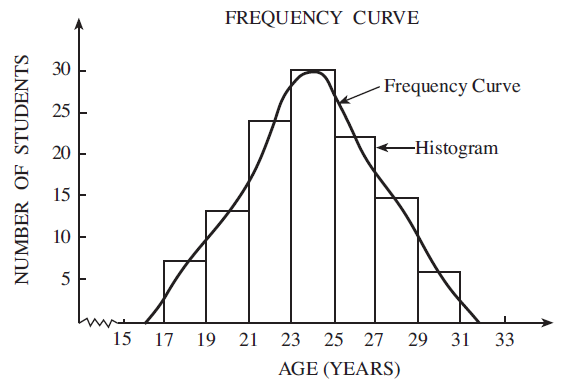 FREQUENCY CURVE
NUMBER OF STUDENTS
30
25
20
15
10
5
Frequency Curve
Histogram
15 17 19 21 23 25 27 29 31 33
AGE (YEARS)